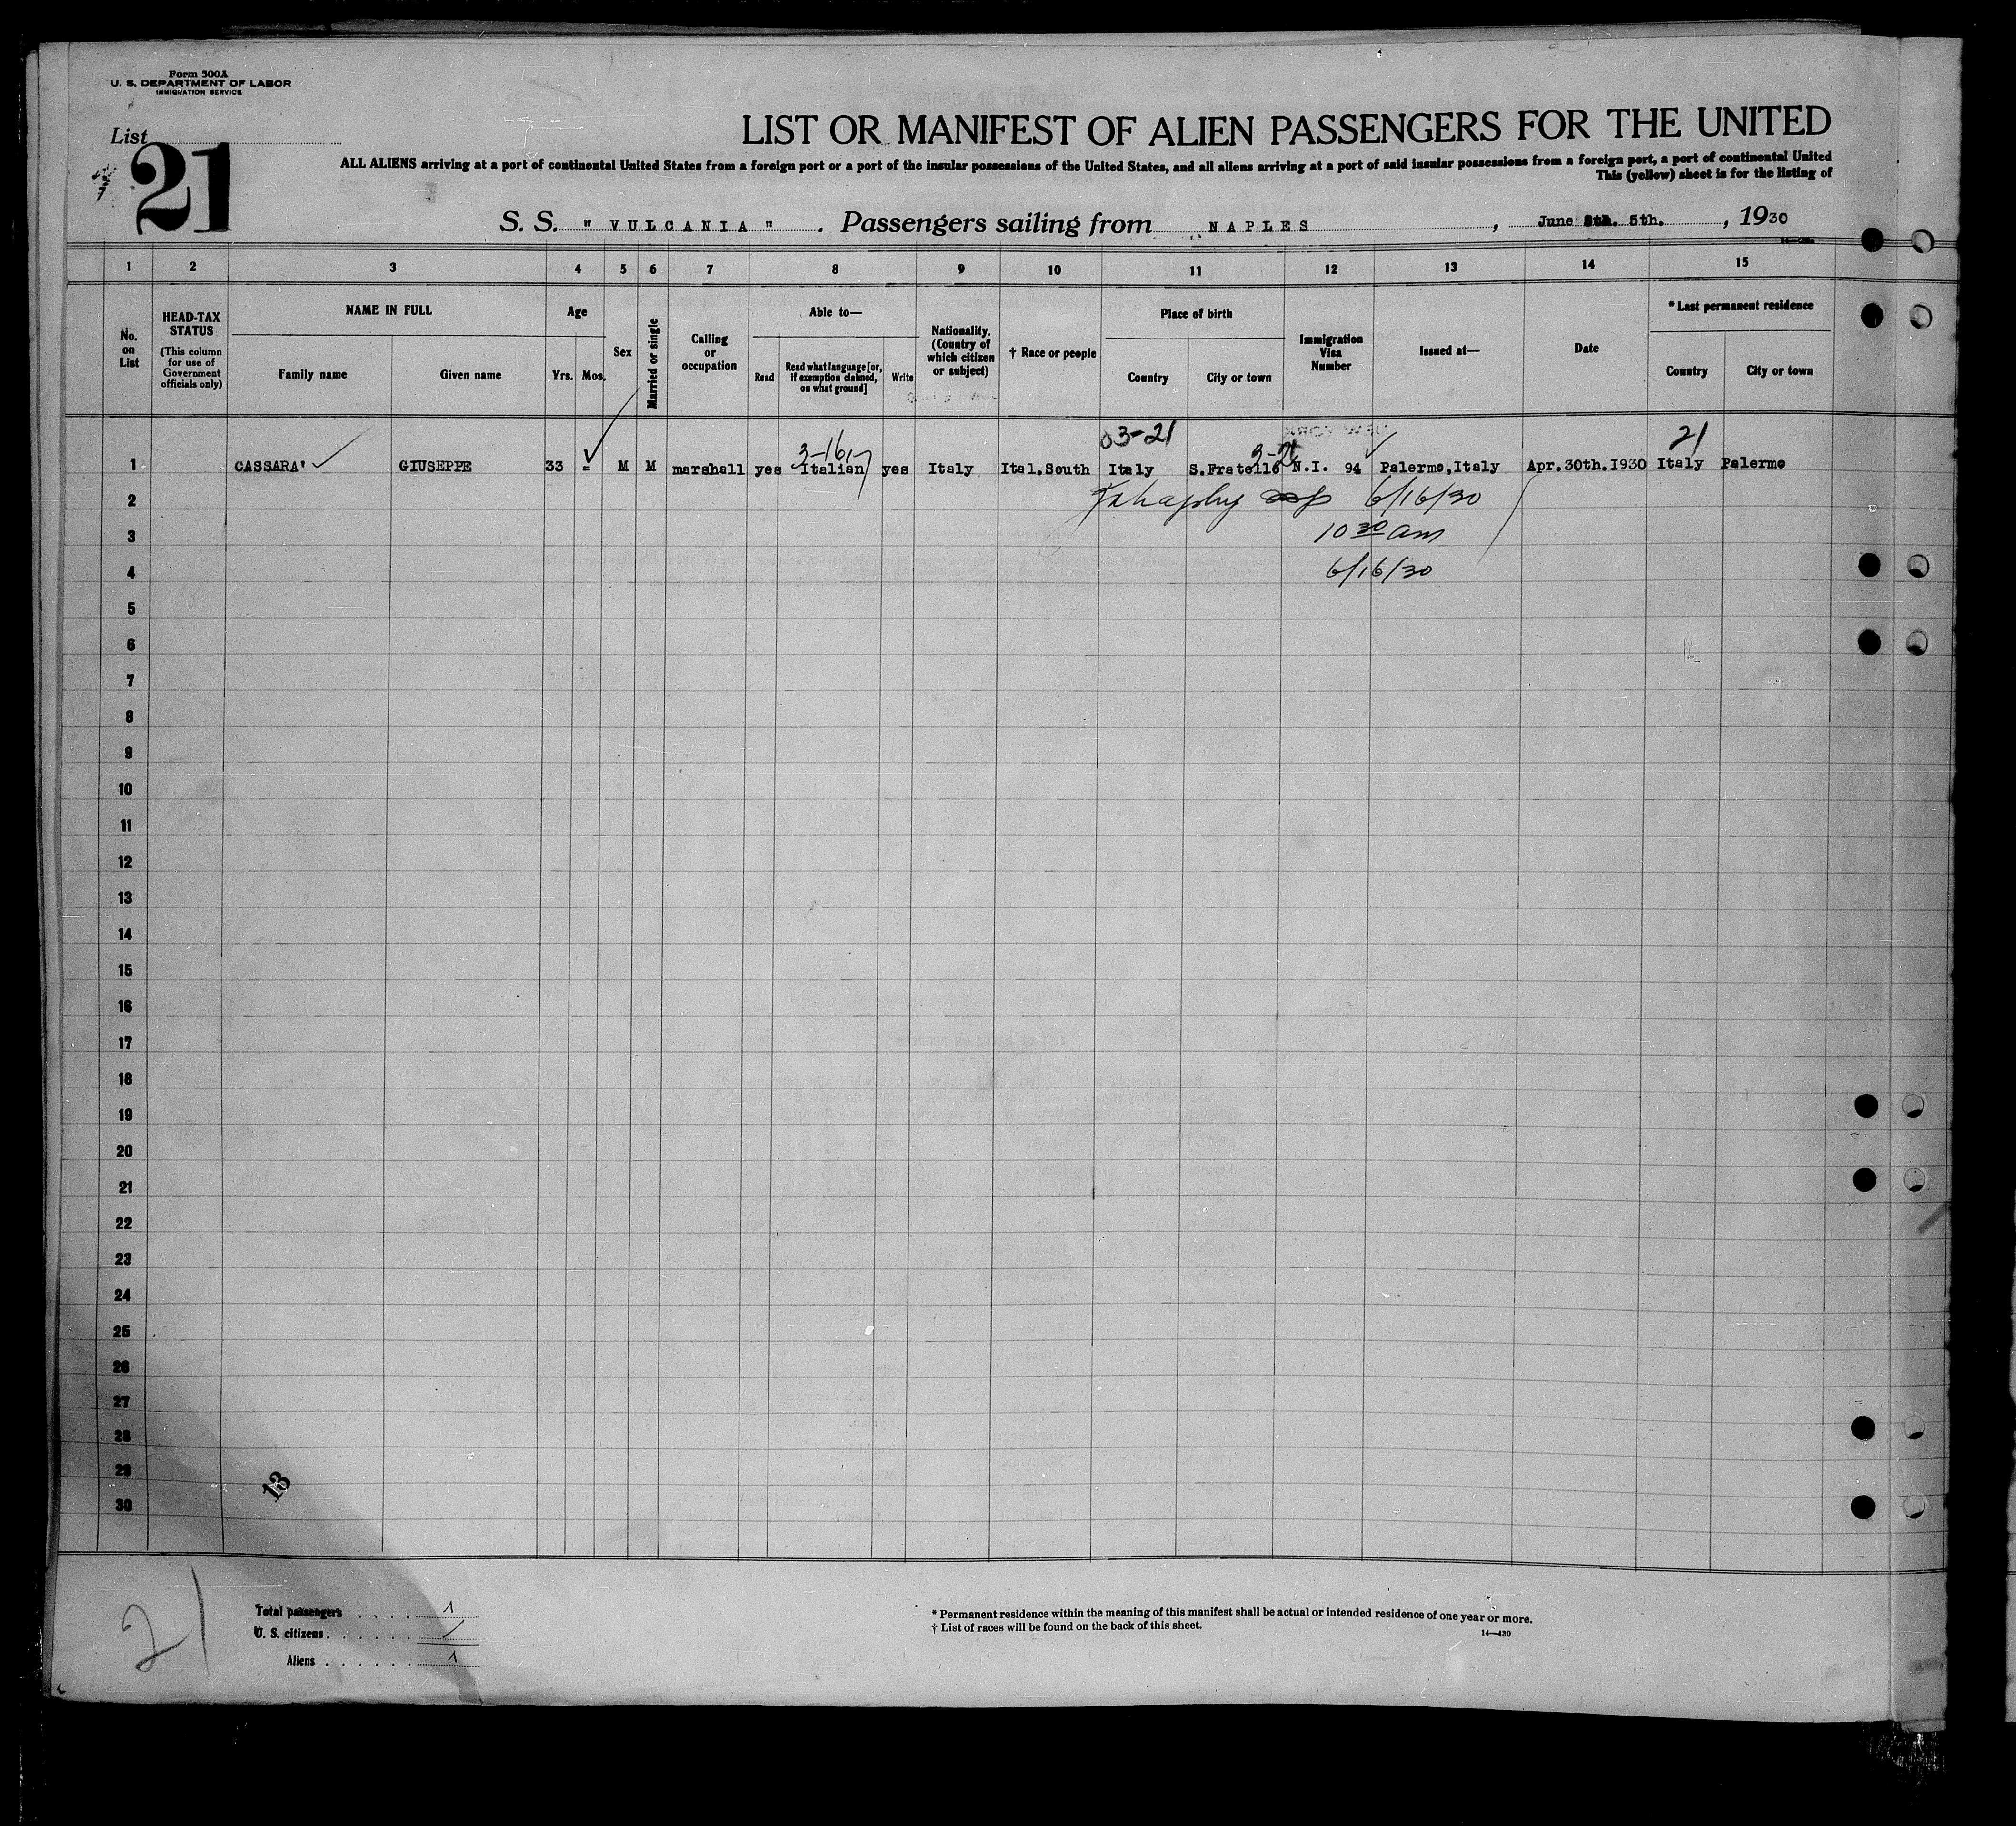 Form 500A
U. S. DEPARTMENT OF LABOR
IMMIGRATION SERVICE
List
21
LIST OR MANIFEST OF ALIEN PASSENGERS FOR THE UNITED
ALL ALIENS arriving at a port of continental United States from a foreign port or a port of the insular possessions of the United States, and all aliens arriving at a port of said insular possessions from a foreign port, a port of continental United
This (yellow) sheet is for the listing of
S. S. " VULCANIA " . Passengers sailing from NAPLES , June 5th. , 1930
1 2 3 4 5 6 7 8 9 10 11 12 13 14 15
No. on List
HEAD-TAX STATUS
(This column for use of Government officials only)
NAME IN FULL
Family name
Given name
Age
Yrs. Mos.
Sex
Married or single
Calling or occupation
Able to—
Read
Read what language [or, if exemption claimed, on what ground]
Write
Nationality. (Country of which citizen or subject)
† Race or people
Place of birth
Country
City or town
Immigration Visa Number
Issued at—
Date
* Last permanent residence
Country
City or town
3-16 03-21 3-21 21
1 CASSARA' GIUSEPPE 33 - M M marshall yes Italian yes Italy Ital.South Italy S.Fratello N.I. 94 Palermo,Italy Apr.30th.1930 Italy Palermo
2 6/16/30
3 10 30 am
4 6/16/30
5
6
7
8
9
10
11
12
13
14
15
16
17
18
19
20
21
22
23
24
25
26
27
28
29
30
13
21
Total passengers . . . . 1
U. S. citizens . . . . . . /
Aliens . . . . . . 1
* Permanent residence within the meaning of this manifest shall be actual or intended residence of one year or more.
† List of races will be found on the back of this sheet.
14—430